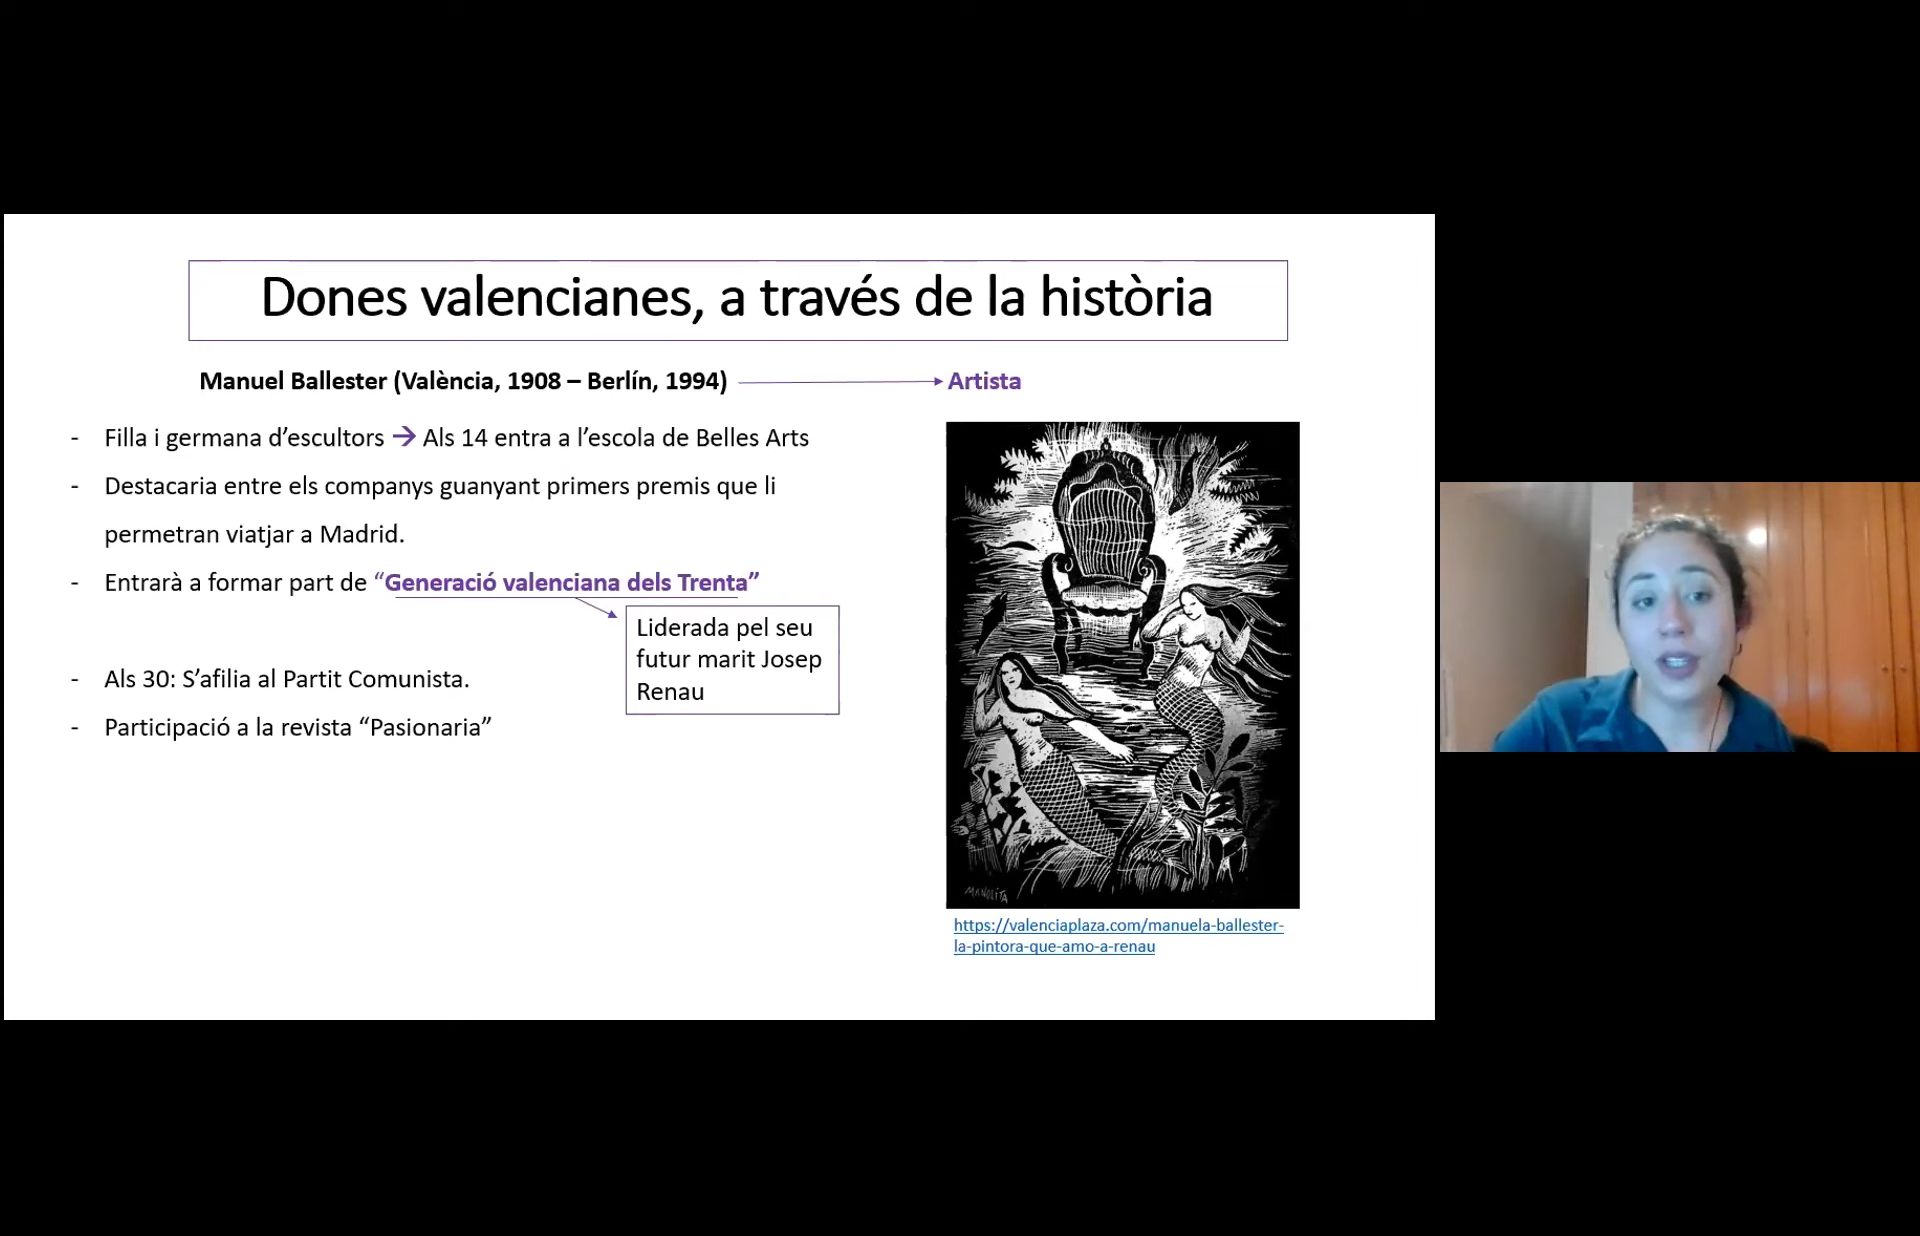 Dones valencianes, a través de la història
Manuel Ballester (València, 1908 – Berlín, 1994)
Artista
- Filla i germana d’escultors → Als 14 entra a l’escola de Belles Arts
- Destacaria entre els companys guanyant primers premis que li
permetran viatjar a Madrid.
- Entrarà a formar part de “Generació valenciana dels Trenta”
Liderada pel seu
futur marit Josep
Renau
- Als 30: S’afilia al Partit Comunista.
- Participació a la revista “Pasionaria”
MANOLITA
https://valenciaplaza.com/manuela-ballester-
la-pintora-que-amo-a-renau